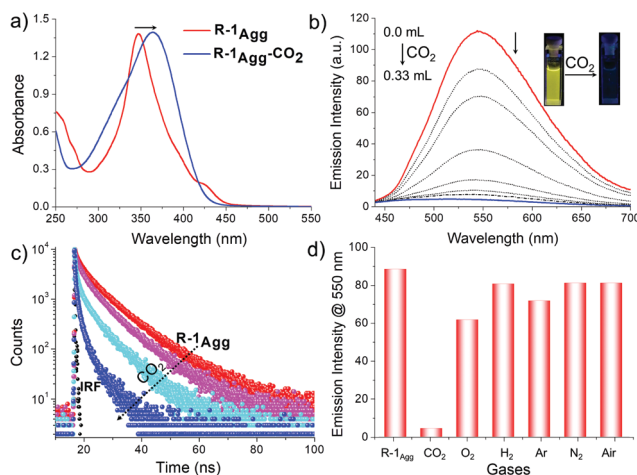 a)
R-1Agg
R-1Agg-CO2
Absorbance
1.5
1.2
0.9
0.6
0.3
0.0
250 300 350 400 450 500 550
Wavelength (nm)
b)
0.0 mL
CO2
0.33 mL
CO2
Emission Intensity (a.u.)
120
100
80
60
40
20
0
450 500 550 600 650 700
Wavelength (nm)
c)
R-1Agg
CO2
IRF
Counts
10^4
10^3
10^2
10^1
20 40 60 80 100
Time (ns)
d)
Emission Intensity @ 550 nm
100
80
60
40
20
0
R-1Agg CO2 O2 H2 Ar N2 Air
Gases